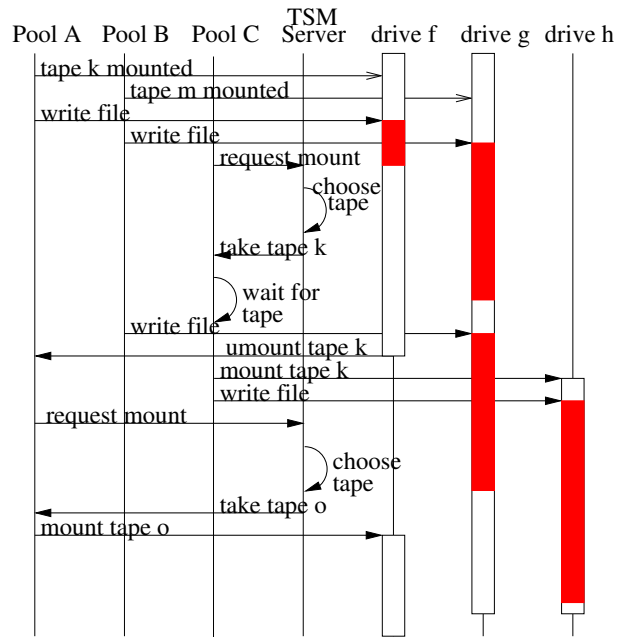 TSM
Pool A Pool B Pool C Server drive f drive g drive h
tape k mounted
tape m mounted
write file
write file
request mount
choose
tape
take tape k
wait for
tape
write file
umount tape k
mount tape k
write file
request mount
choose
tape
take tape o
mount tape o